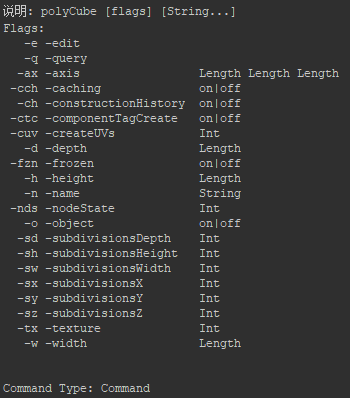 说明: polyCube [flags] [String...]
Flags:
-e -edit
-q -query
-ax -axis Length Length Length
-cch -caching on|off
-ch -constructionHistory on|off
-ctc -componentTagCreate on|off
-cuv -createUVs Int
-d -depth Length
-fzn -frozen on|off
-h -height Length
-n -name String
-nds -nodeState Int
-o -object on|off
-sd -subdivisionsDepth Int
-sh -subdivisionsHeight Int
-sw -subdivisionsWidth Int
-sx -subdivisionsX Int
-sy -subdivisionsY Int
-sz -subdivisionsZ Int
-tx -texture Int
-w -width Length
Command Type: Command